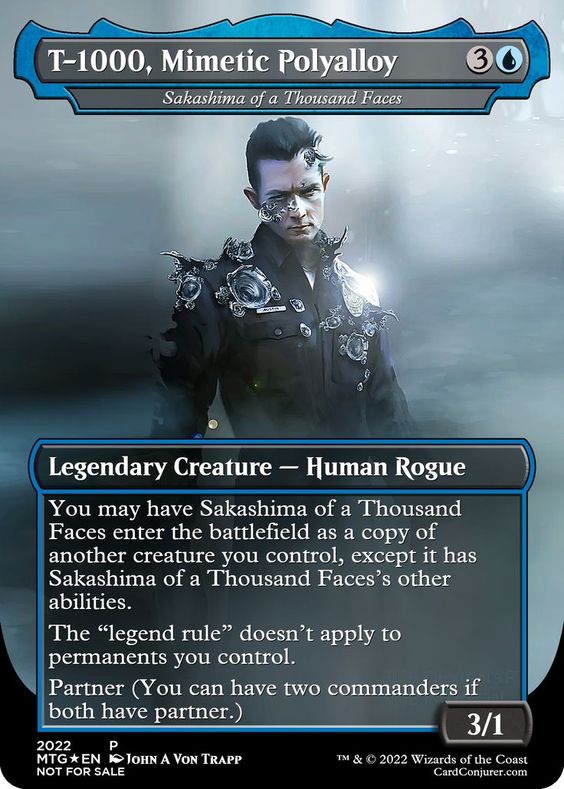 T-1000, Mimetic Polyalloy
3
Sakashima of a Thousand Faces
AUSTIN
Legendary Creature — Human Rogue
You may have Sakashima of a Thousand
Faces enter the battlefield as a copy of
another creature you control, except it has
Sakashima of a Thousand Faces's other
abilities.
The “legend rule” doesn't apply to
permanents you control.
Partner (You can have two commanders if
both have partner.)
3/1
2022 P
MTG★EN John A Von Trapp
NOT FOR SALE
™ & © 2022 Wizards of the Coast
CardConjurer.com